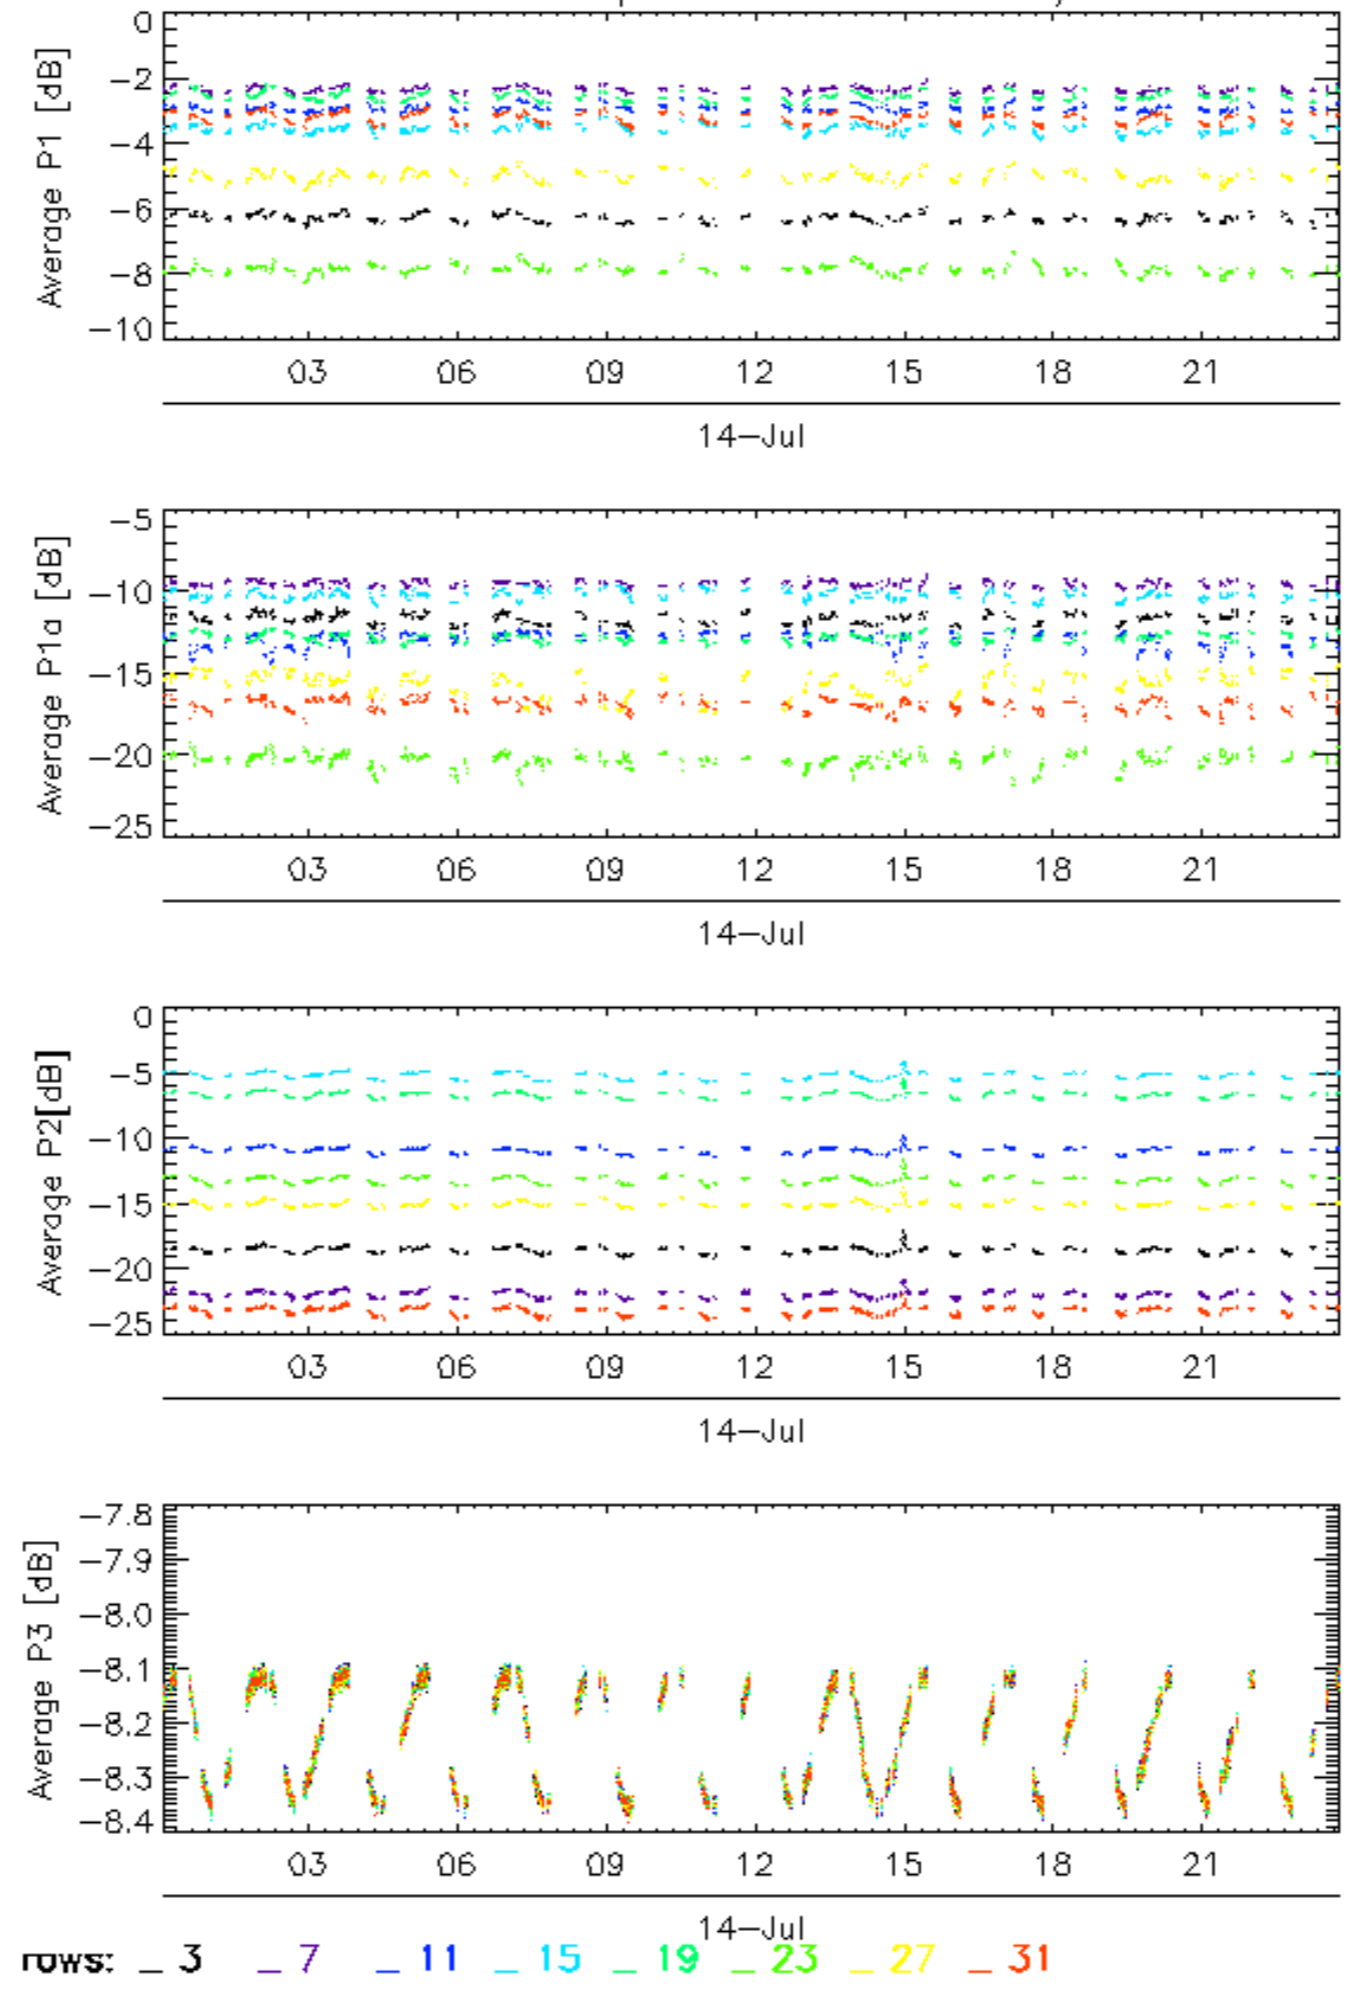 0
−2
−4
−6
−8
−10
Average P1 [dB]
03 06 09 12 15 18 21
14−Jul
−5
−10
−15
−20
−25
Average P1a [dB]
03 06 09 12 15 18 21
14−Jul
0
−5
−10
−15
−20
−25
Average P2[dB]
03 06 09 12 15 18 21
14−Jul
−7.8
−7.9
−8.0
−8.1
−8.2
−8.3
−8.4
Average P3 [dB]
03 06 09 12 15 18 21
14−Jul
rows: _ 3 _ 7 _ 11 _ 15 _ 19 _ 23 _ 27 _ 31